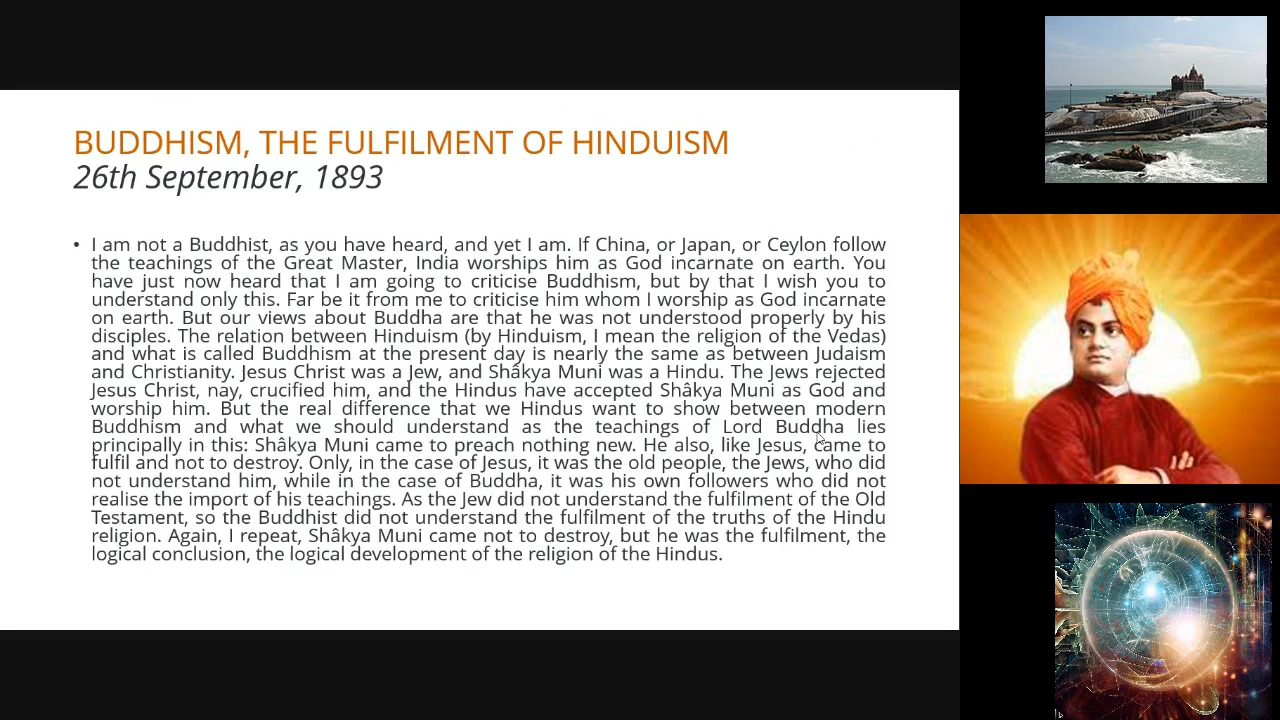 BUDDHISM, THE FULFILMENT OF HINDUISM
26th September, 1893
• I am not a Buddhist, as you have heard, and yet I am. If China, or Japan, or Ceylon follow
the teachings of the Great Master, India worships him as God incarnate on earth. You
have just now heard that I am going to criticise Buddhism, but by that I wish you to
understand only this. Far be it from me to criticise him whom I worship as God incarnate
on earth. But our views about Buddha are that he was not understood properly by his
disciples. The relation between Hinduism (by Hinduism, I mean the religion of the Vedas)
and what is called Buddhism at the present day is nearly the same as between Judaism
and Christianity. Jesus Christ was a Jew, and Shâkya Muni was a Hindu. The Jews rejected
Jesus Christ, nay, crucified him, and the Hindus have accepted Shâkya Muni as God and
worship him. But the real difference that we Hindus want to show between modern
Buddhism and what we should understand as the teachings of Lord Buddha lies
principally in this: Shâkya Muni came to preach nothing new. He also, like Jesus, came to
fulfil and not to destroy. Only, in the case of Jesus, it was the old people, the Jews, who did
not understand him, while in the case of Buddha, it was his own followers who did not
realise the import of his teachings. As the Jew did not understand the fulfilment of the Old
Testament, so the Buddhist did not understand the fulfilment of the truths of the Hindu
religion. Again, I repeat, Shâkya Muni came not to destroy, but he was the fulfilment, the
logical conclusion, the logical development of the religion of the Hindus.